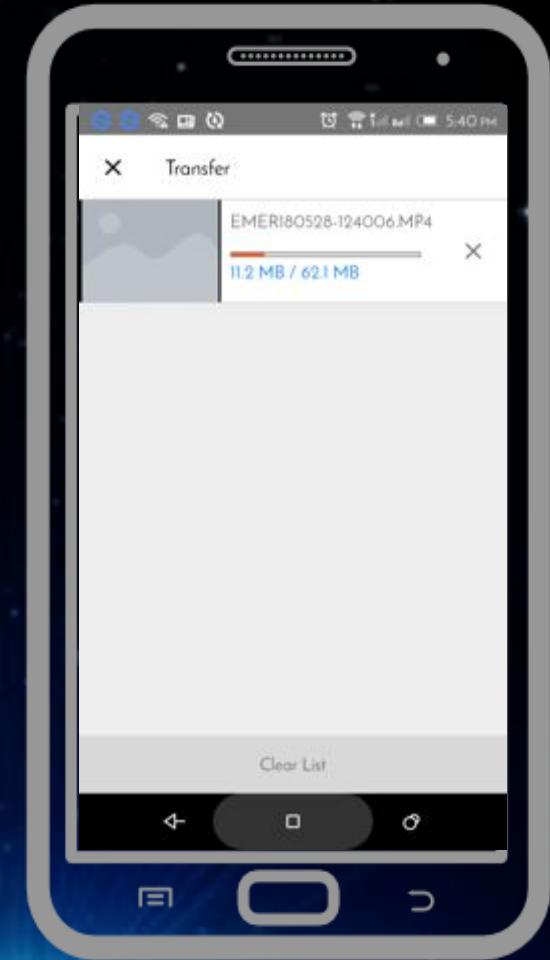 5:40 PM
Transfer
EMER180528-124006.MP4
11.2 MB / 62.1 MB
Clear List